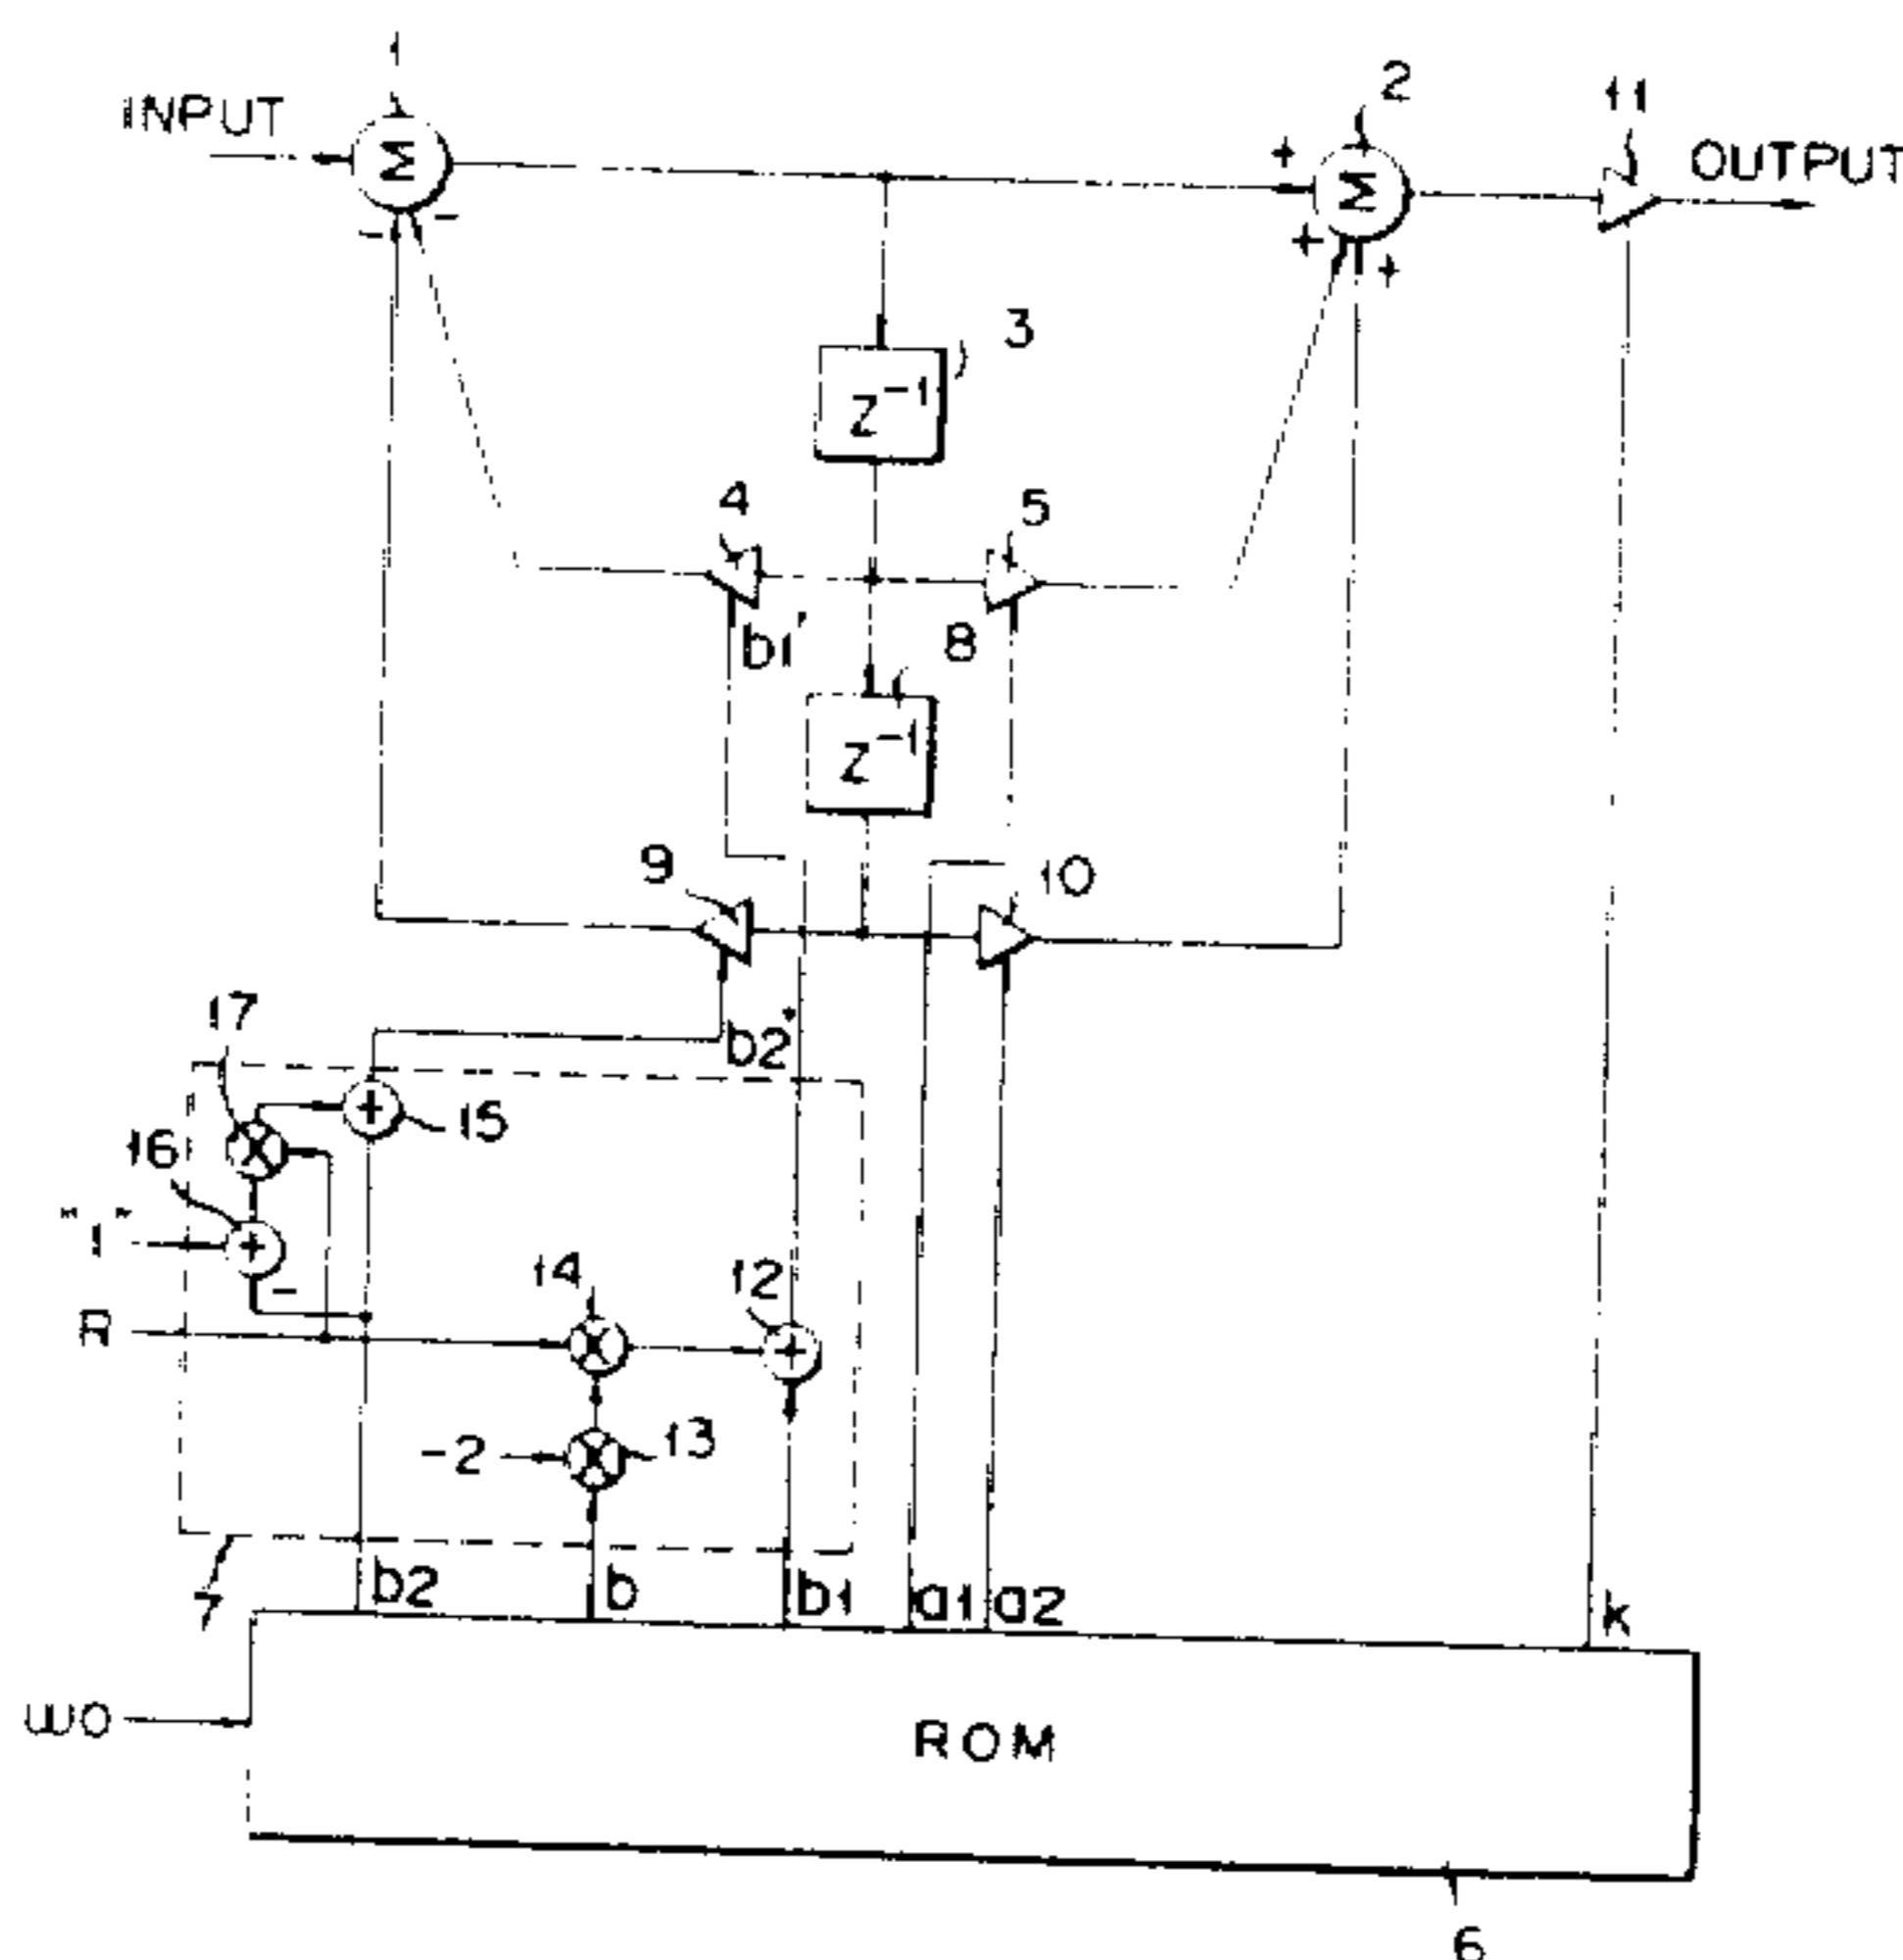 1
INPUT
Σ
-
-
2
Σ
+
+
+
11
OUTPUT
3
Z⁻¹
4
5
b1'
8
Z⁻¹
9
10
b2'
17
+
15
16
"1"
+
-
R
14
12
+
-2
13
7
b2
b
b1
a1
a2
k
ω0
ROM
6